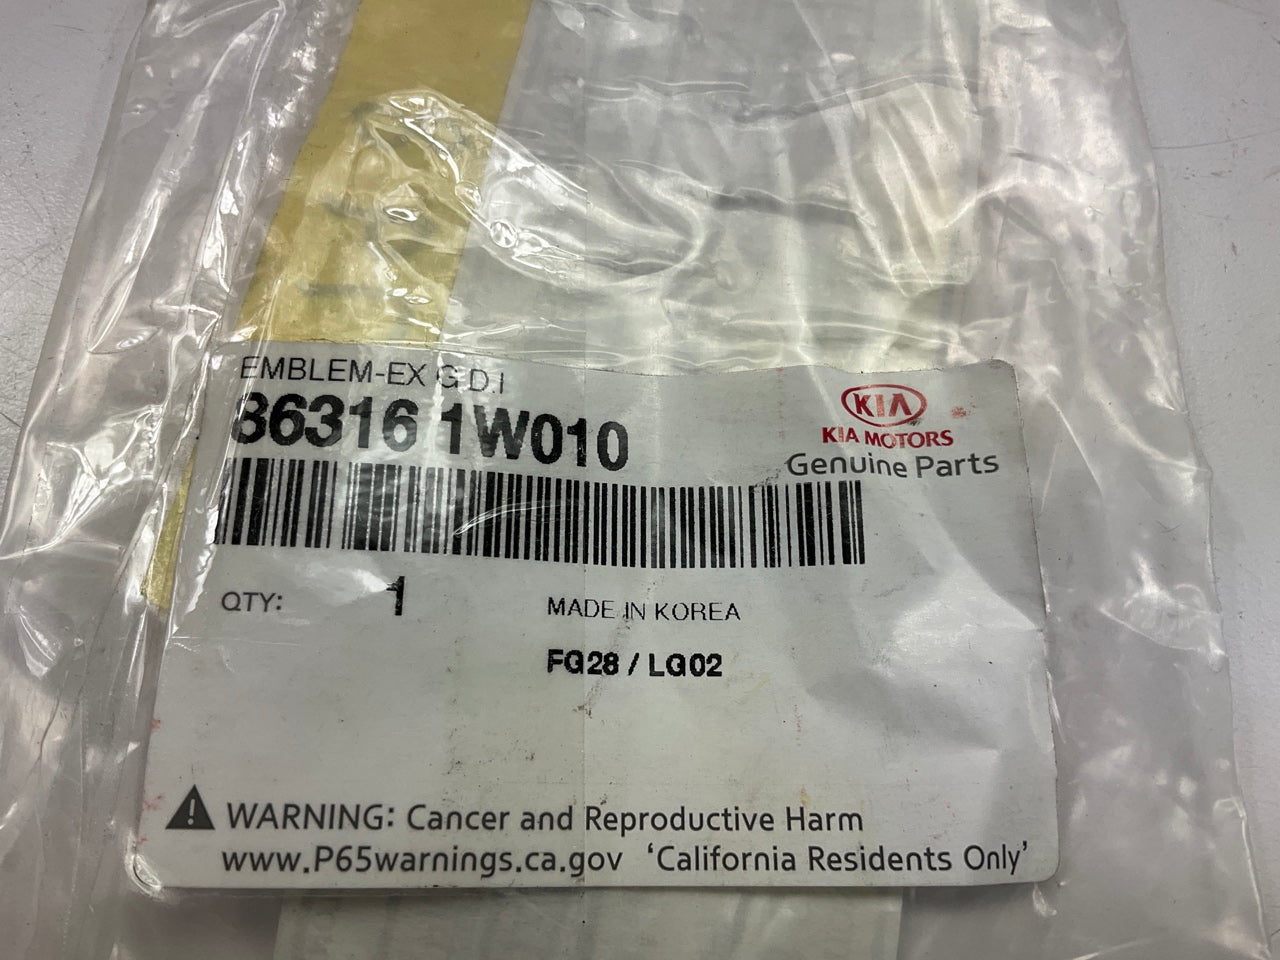 EMBLEM-EX G.D.I
86316 1W010
KIA
KIA MOTORS
Genuine Parts
QTY: 1
MADE IN KOREA
FG28 / LG02
WARNING: Cancer and Reproductive Harm
www.P65warnings.ca.gov ‘California Residents Only’